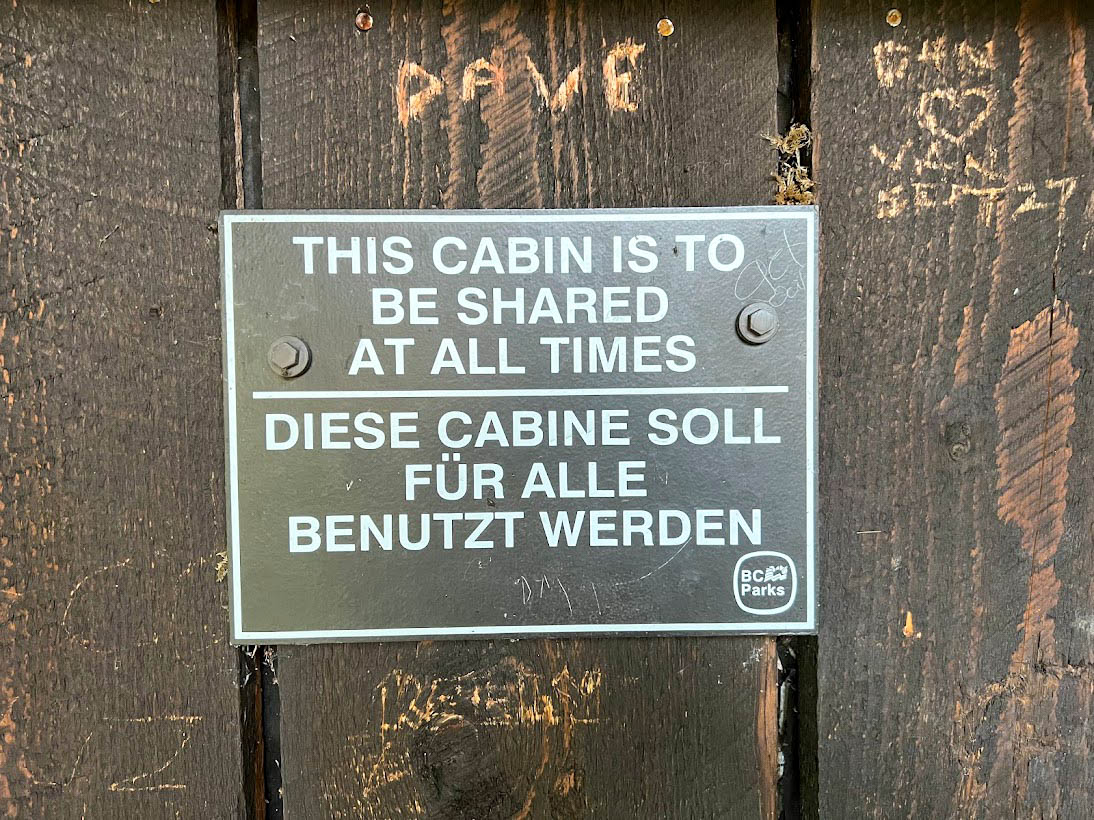 DAVE
THIS CABIN IS TO
BE SHARED
AT ALL TIMES
DIESE CABINE SOLL
FÜR ALLE
BENUTZT WERDEN
BC
Parks